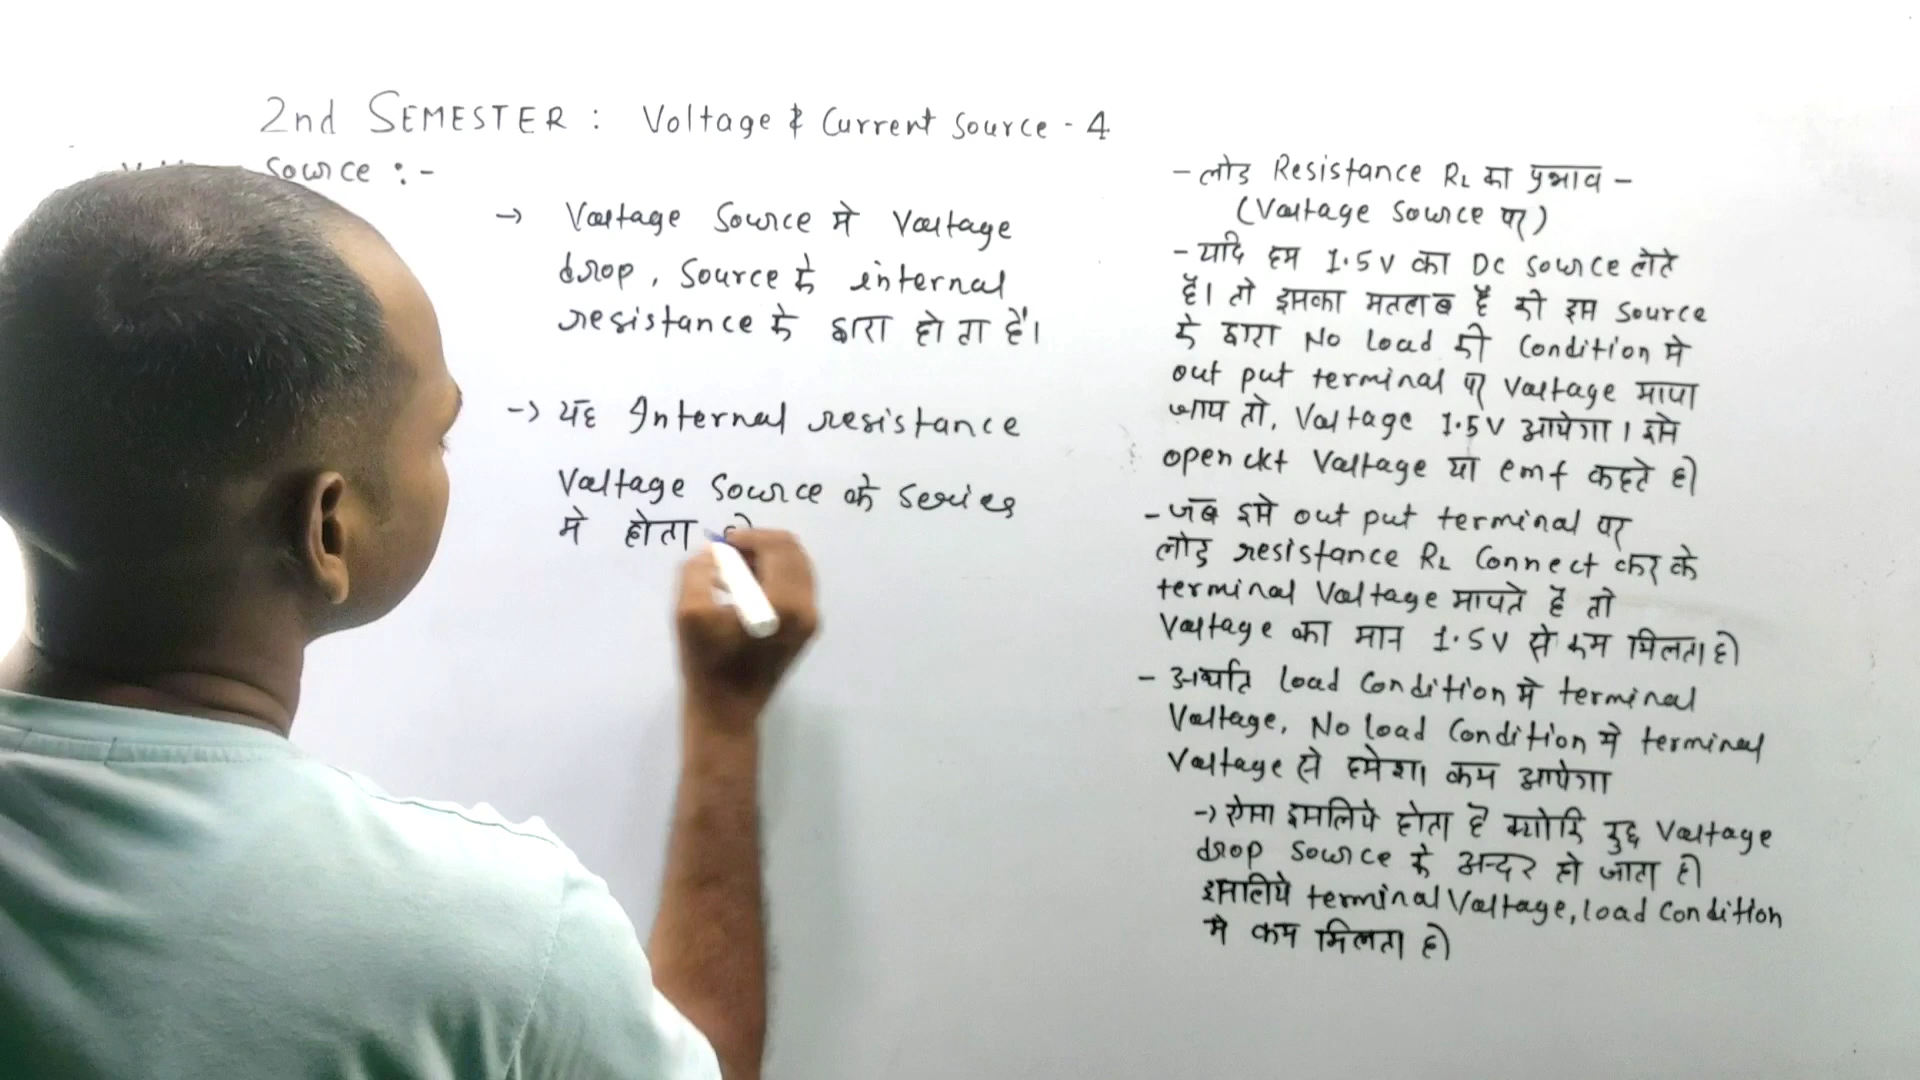 2nd SEMESTER : Voltage & Current Source - 4
Source :-
→ Voltage Source मे Voltage
drop, Source के internal
resistance के द्वारा हो ता है।
→ यह Internal resistance
Voltage Source के series
मे होता
- लोड Resistance RL का प्रभाव -
(Voltage Source पर)
- यदि हम 1.5V का DC Source लेते
है। तो इसका मतलब है की इस Source
के द्वारा No Load की Condition मे
out put terminal पर Voltage मापा
जाय तो, Voltage 1.5V आयेगा। इसे
open ckt Voltage या emf कहते है।
- जब इसे out put terminal पर
लोड resistance RL Connect कर के
terminal Voltage मापते है तो
Voltage का मान 1.5V से कम मिलता है।
- अर्थात Load Condition मे terminal
Voltage, No load Condition मे terminal
Voltage से हमेशा कम आयेगा
→ ऐसा इसलिये होता है क्योकि कुछ Voltage
drop Source के अन्दर हो जाता है।
इसलिये terminal Voltage, load Condition
मे कम मिलता है।